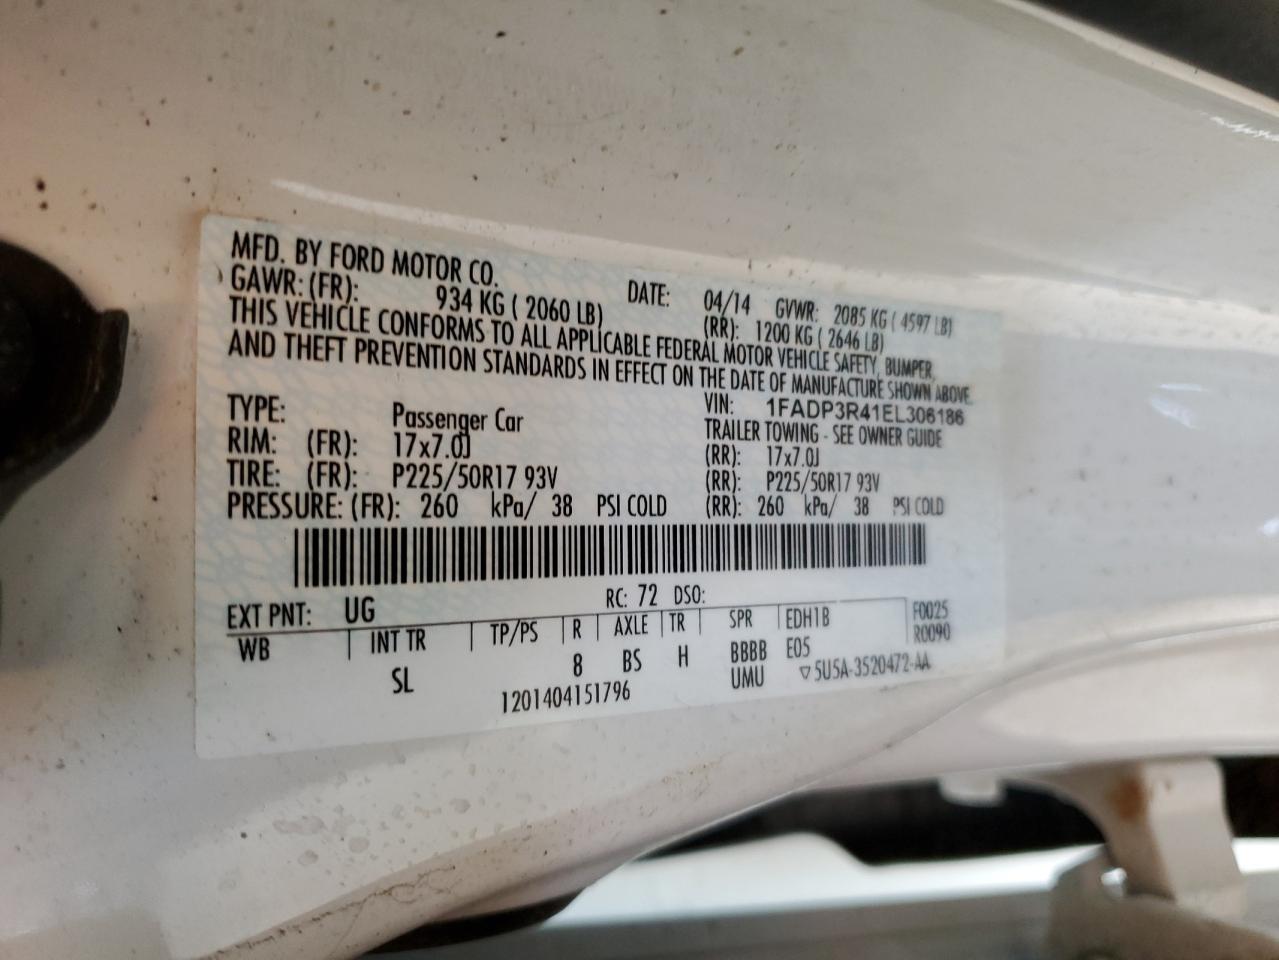 MFD. BY FORD MOTOR CO.
DATE: 04/14 GVWR: 2085 KG ( 4597 LB)
GAWR: (FR): 934 KG ( 2060 LB) (RR): 1200 KG ( 2646 LB)
THIS VEHICLE CONFORMS TO ALL APPLICABLE FEDERAL MOTOR VEHICLE SAFETY, BUMPER,
AND THEFT PREVENTION STANDARDS IN EFFECT ON THE DATE OF MANUFACTURE SHOWN ABOVE.
VIN: 1FADP3R41EL306186
TYPE: Passenger Car TRAILER TOWING - SEE OWNER GUIDE
RIM: (FR): 17x7.0J (RR): 17x7.0J
TIRE: (FR): P225/50R17 93V (RR): P225/50R17 93V
PRESSURE: (FR): 260 kPa/ 38 PSI COLD (RR): 260 kPa/ 38 PSI COLD
EXT PNT: UG RC: 72 DSO:
WB INT TR TP/PS R AXLE TR SPR EDH1B F0025
R0090
SL 8 BS H BBBB E05
UMU ▽5U5A-3520472-AA
1201404151796